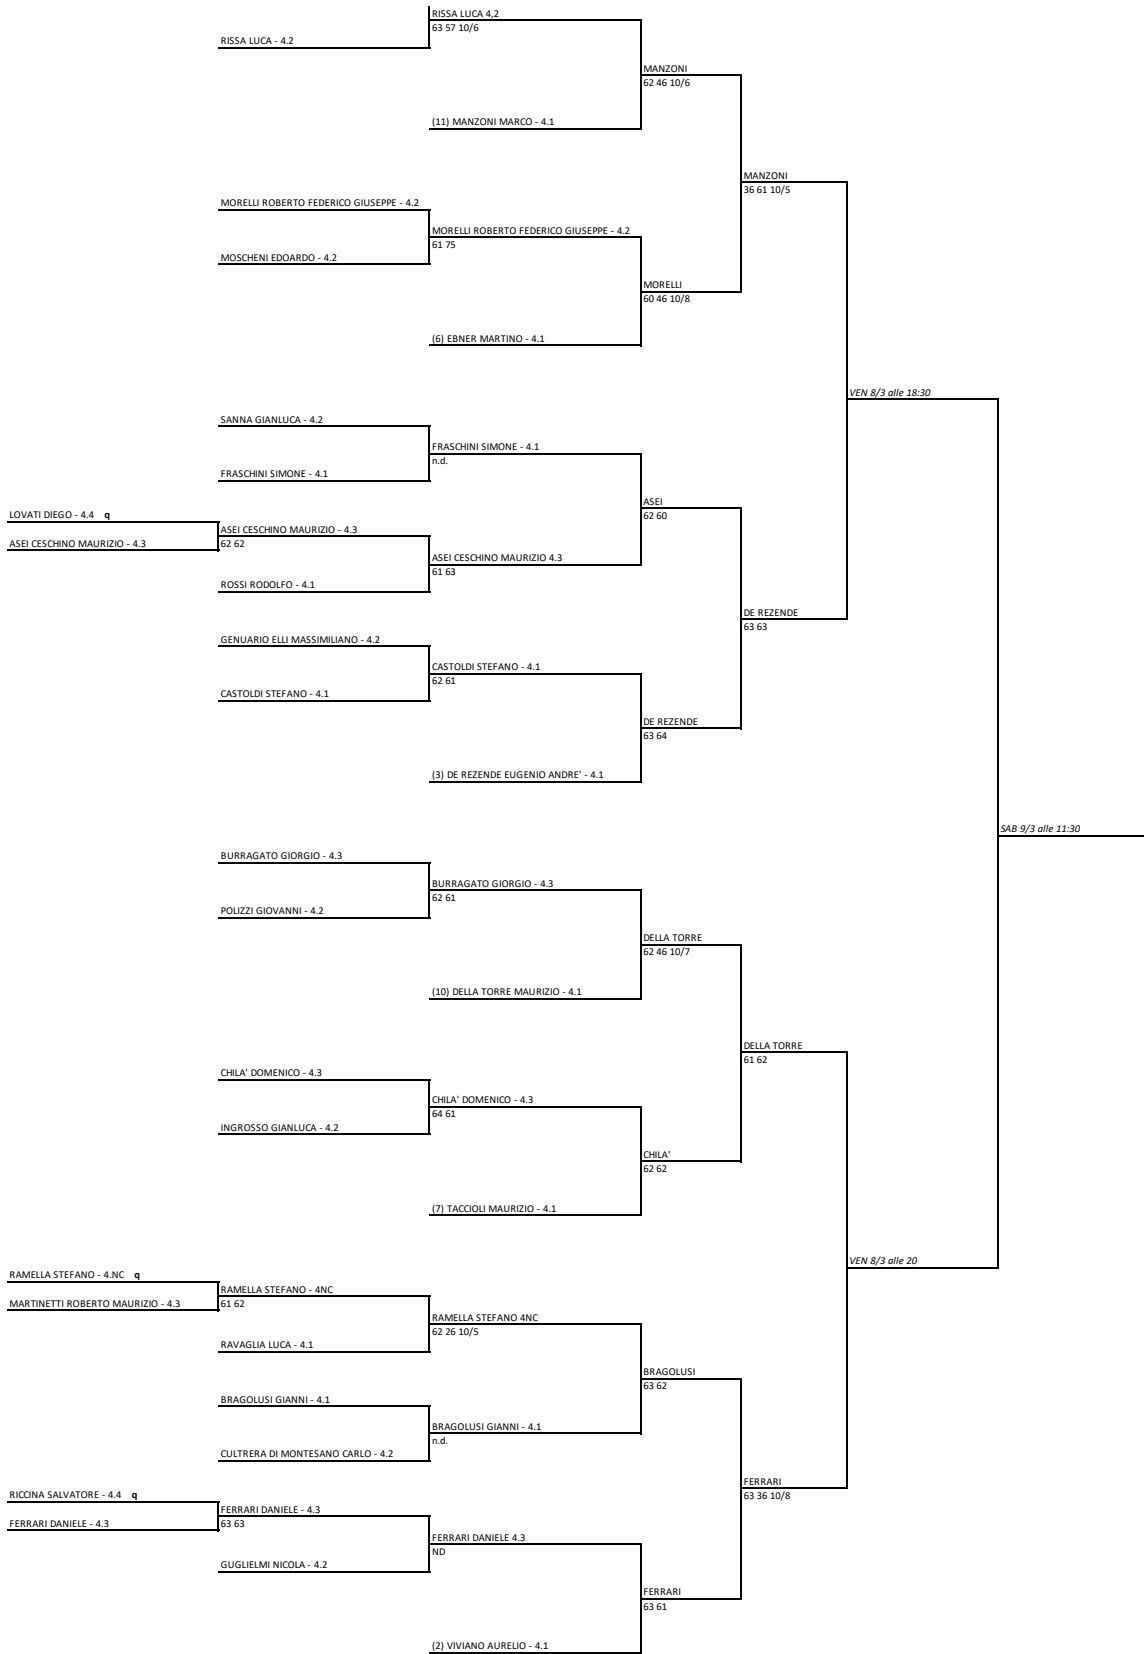 RISSA LUCA 4,2
63 57 10/6
RISSA LUCA - 4.2
MANZONI
62 46 10/6
(11) MANZONI MARCO - 4.1
MANZONI
36 61 10/5
MORELLI ROBERTO FEDERICO GIUSEPPE - 4.2
MORELLI ROBERTO FEDERICO GIUSEPPE - 4.2
61 75
MOSCHENI EDOARDO - 4.2
MORELLI
60 46 10/8
(6) EBNER MARTINO - 4.1
VEN 8/3 alle 18:30
SANNA GIANLUCA - 4.2
FRASCHINI SIMONE - 4.1
n.d.
FRASCHINI SIMONE - 4.1
ASEI
62 60
LOVATI DIEGO - 4.4 q
ASEI CESCHINO MAURIZIO - 4.3
ASEI CESCHINO MAURIZIO - 4.3
62 62
ASEI CESCHINO MAURIZIO 4.3
61 63
ROSSI RODOLFO - 4.1
DE REZENDE
63 63
GENUARIO ELLI MASSIMILIANO - 4.2
CASTOLDI STEFANO - 4.1
62 61
CASTOLDI STEFANO - 4.1
DE REZENDE
63 64
(3) DE REZENDE EUGENIO ANDRE' - 4.1
SAB 9/3 alle 11:30
BURRAGATO GIORGIO - 4.3
BURRAGATO GIORGIO - 4.3
62 61
POLIZZI GIOVANNI - 4.2
DELLA TORRE
62 46 10/7
(10) DELLA TORRE MAURIZIO - 4.1
DELLA TORRE
61 62
CHILA' DOMENICO - 4.3
CHILA' DOMENICO - 4.3
64 61
INGROSSO GIANLUCA - 4.2
CHILA'
62 62
(7) TACCIOLI MAURIZIO - 4.1
VEN 8/3 alle 20
RAMELLA STEFANO - 4.NC q
RAMELLA STEFANO - 4NC
MARTINETTI ROBERTO MAURIZIO - 4.3
61 62
RAMELLA STEFANO 4NC
62 26 10/5
RAVAGLIA LUCA - 4.1
BRAGOLUSI
63 62
BRAGOLUSI GIANNI - 4.1
BRAGOLUSI GIANNI - 4.1
n.d.
CULTRERA DI MONTESANO CARLO - 4.2
FERRARI
63 36 10/8
RICCINA SALVATORE - 4.4 q
FERRARI DANIELE - 4.3
FERRARI DANIELE - 4.3
63 63
FERRARI DANIELE 4.3
ND
GUGLIELMI NICOLA - 4.2
FERRARI
63 61
(2) VIVIANO AURELIO - 4.1